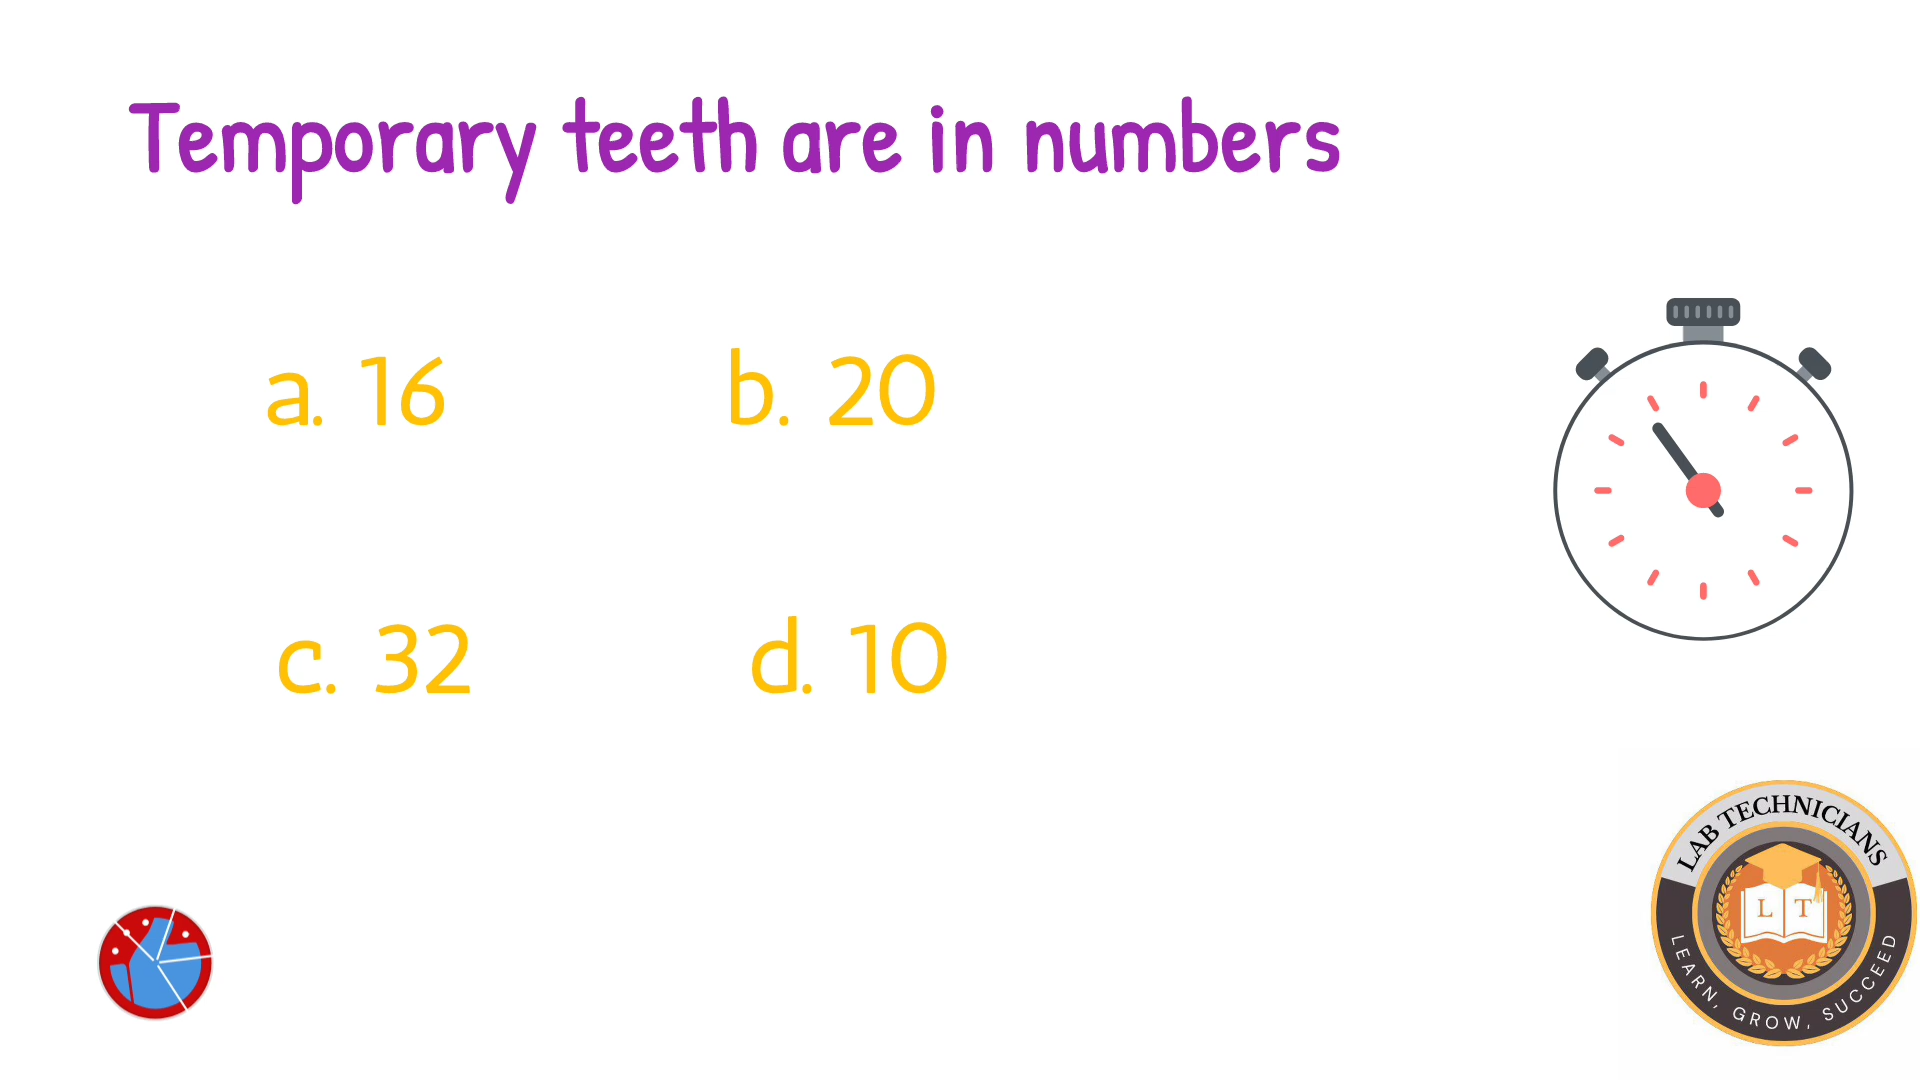 Temporary teeth are in numbers
a. 16
b. 20
c. 32
d. 10
LAB TECHNICIANS
L T
LEARN, GROW, SUCCEED